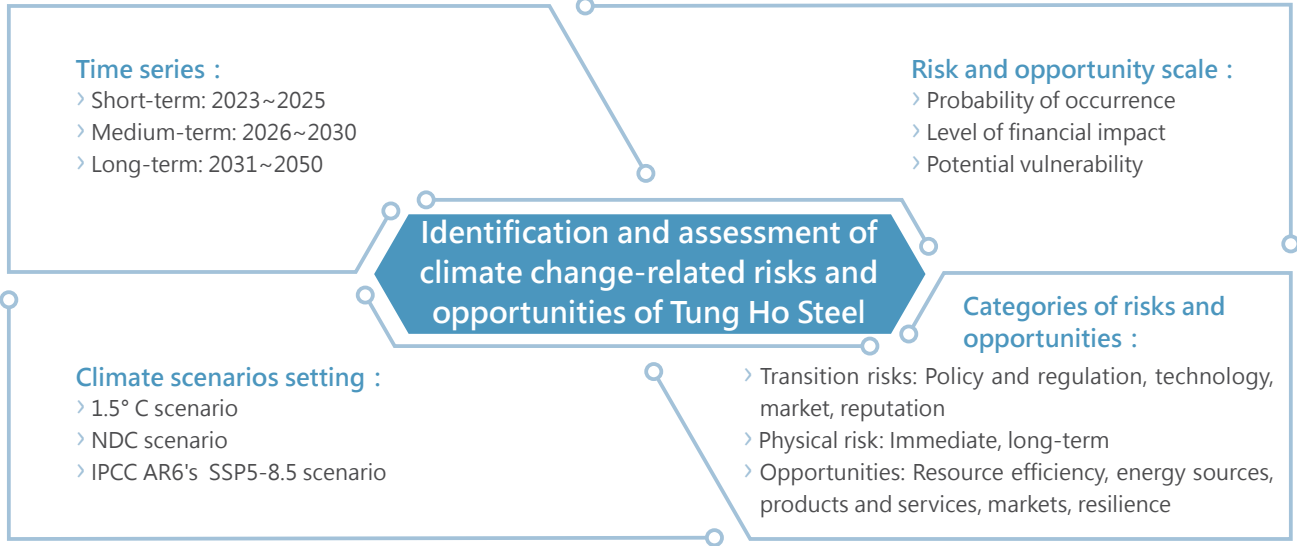 Time series :
› Short-term: 2023~2025
› Medium-term: 2026~2030
› Long-term: 2031~2050
Risk and opportunity scale :
› Probability of occurrence
› Level of financial impact
› Potential vulnerability
Identification and assessment of
climate change-related risks and
opportunities of Tung Ho Steel
Climate scenarios setting :
› 1.5° C scenario
› NDC scenario
› IPCC AR6's SSP5-8.5 scenario
Categories of risks and
opportunities :
› Transition risks: Policy and regulation, technology,
market, reputation
› Physical risk: Immediate, long-term
› Opportunities: Resource efficiency, energy sources,
products and services, markets, resilience